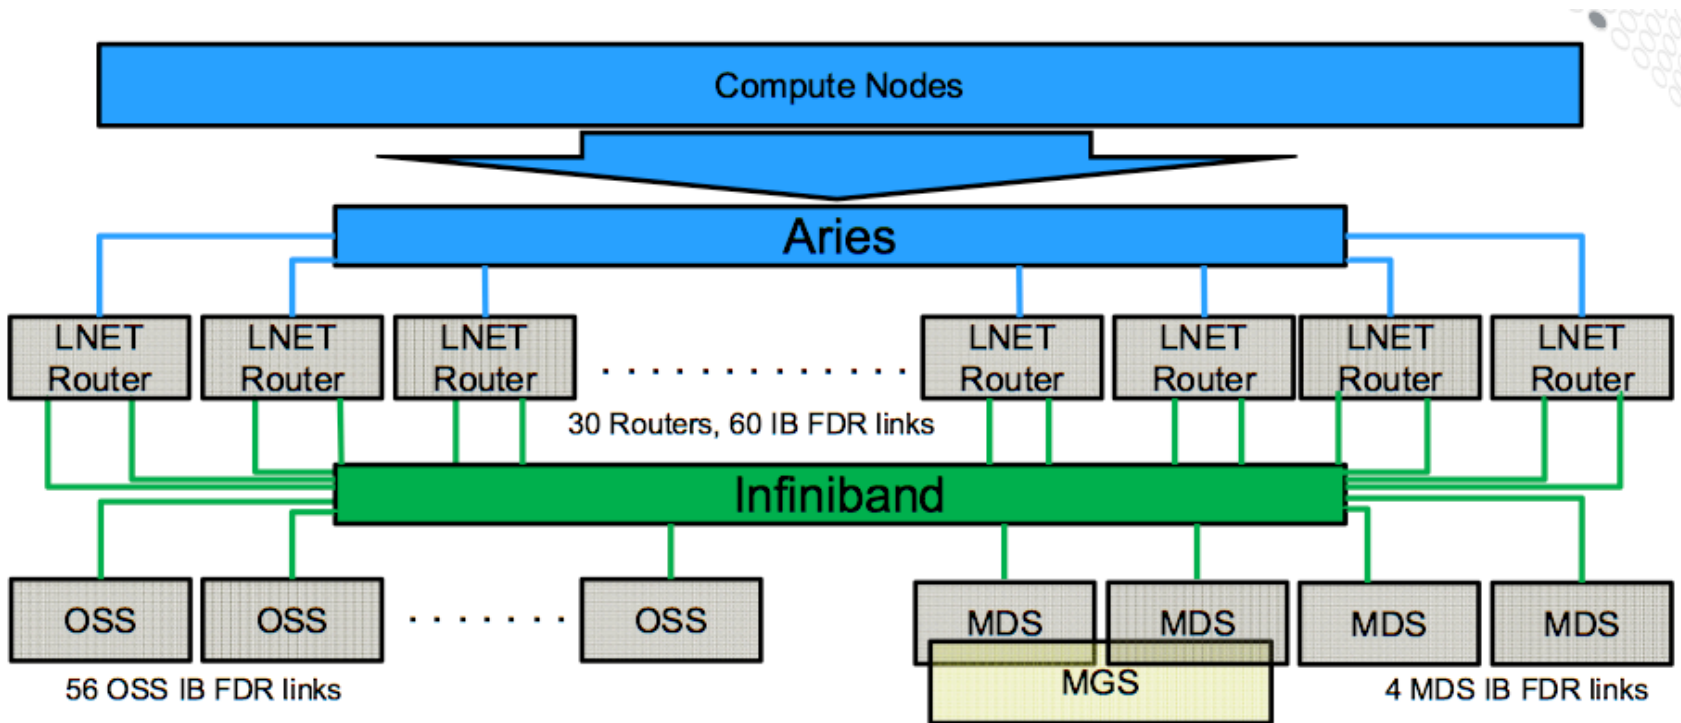 Compute Nodes
Aries
LNET
Router
LNET
Router
LNET
Router
LNET
Router
LNET
Router
LNET
Router
LNET
Router
30 Routers, 60 IB FDR links
Infiniband
OSS
OSS
OSS
MDS
MDS
MDS
MDS
MGS
56 OSS IB FDR links
4 MDS IB FDR links